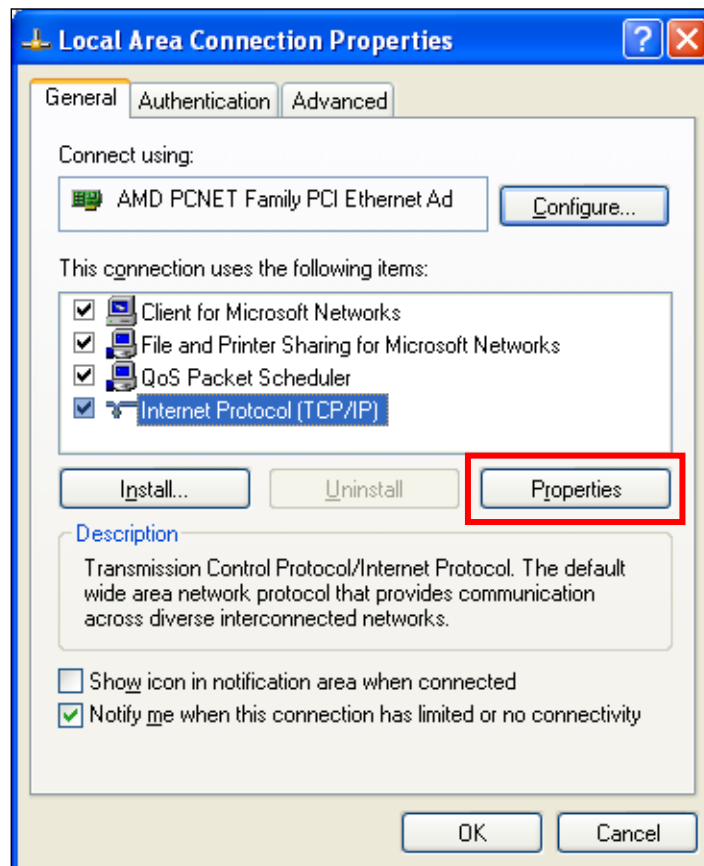 Local Area Connection Properties
General Authentication Advanced
Connect using:
AMD PCNET Family PCI Ethernet Ad
Configure...
This connection uses the following items:
Client for Microsoft Networks
File and Printer Sharing for Microsoft Networks
QoS Packet Scheduler
Internet Protocol (TCP/IP)
Install... Uninstall Properties
Description
Transmission Control Protocol/Internet Protocol. The default
wide area network protocol that provides communication
across diverse interconnected networks.
Show icon in notification area when connected
Notify me when this connection has limited or no connectivity
OK Cancel